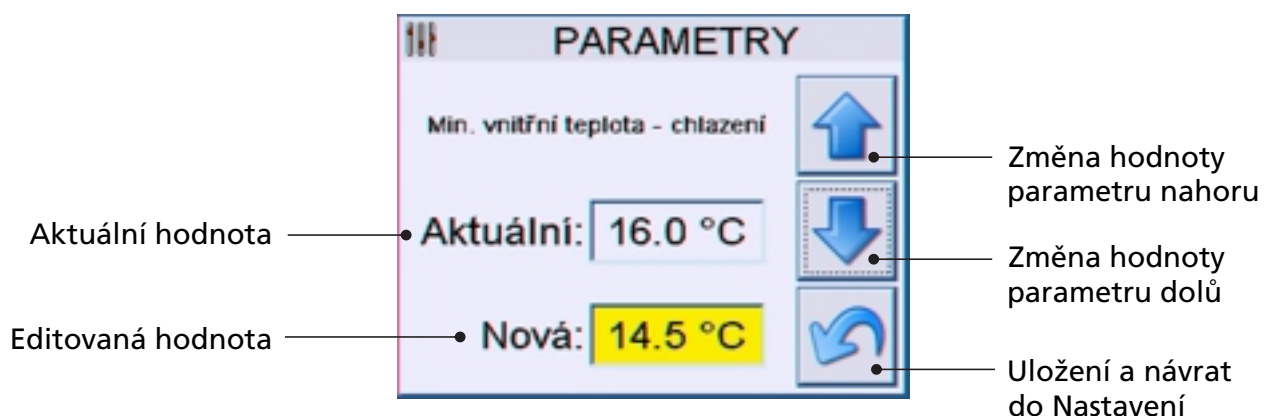 PARAMETRY
Min. vnitřní teplota - chlazení
Změna hodnoty
parametru nahoru
Aktuální hodnota
Aktuální: 16.0 °C
Změna hodnoty
parametru dolů
Editovaná hodnota
Nová: 14.5 °C
Uložení a návrat
do Nastavení